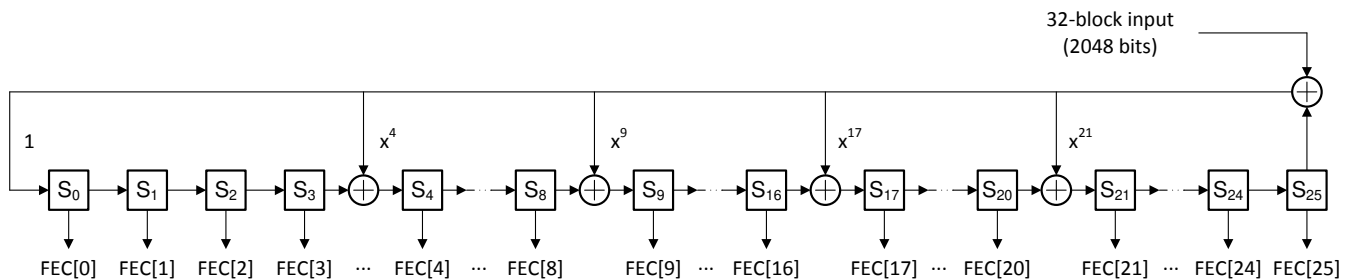 32-block input
(2048 bits)
1 x⁴ x⁹ x¹⁷ x²¹
S₀ S₁ S₂ S₃ S₄ ... S₈ S₉ ... S₁₆ S₁₇ ... S₂₀ S₂₁ ... S₂₄ S₂₅
FEC[0] FEC[1] FEC[2] FEC[3] ... FEC[4] ... FEC[8] FEC[9] ... FEC[16] FEC[17] ... FEC[20] FEC[21] ... FEC[24] FEC[25]